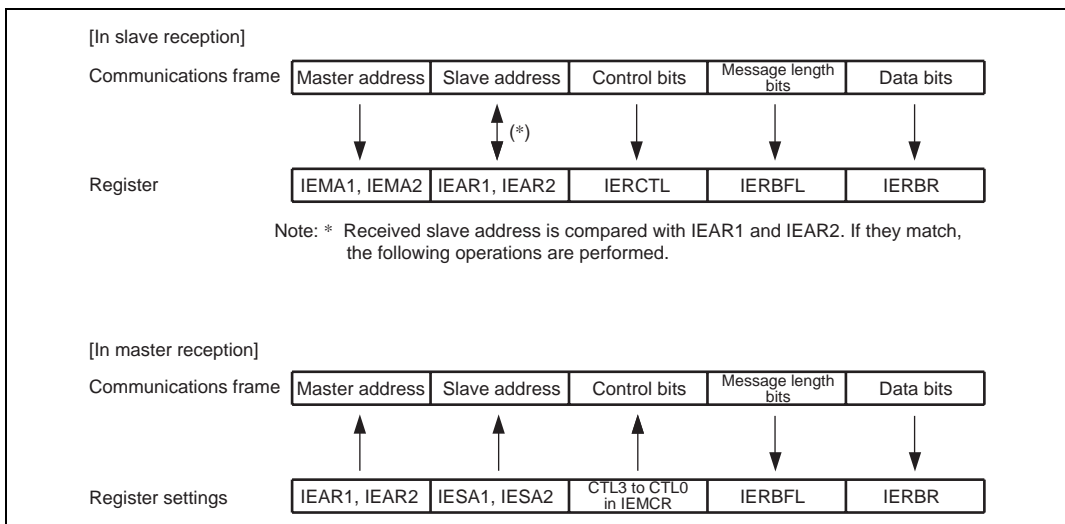 [In slave reception]
Communications frame Master address Slave address Control bits Message length bits Data bits
(*)
Register IEMA1, IEMA2 IEAR1, IEAR2 IERCTL IERBFL IERBR
Note: * Received slave address is compared with IEAR1 and IEAR2. If they match,
the following operations are performed.
[In master reception]
Communications frame Master address Slave address Control bits Message length bits Data bits
Register settings IEAR1, IEAR2 IESA1, IESA2 CTL3 to CTL0 in IEMCR IERBFL IERBR